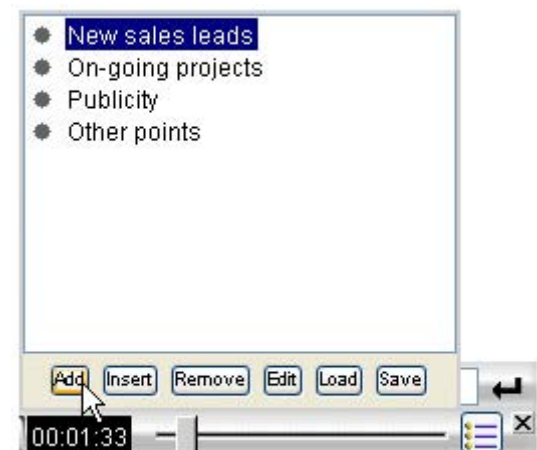 New sales leads
On-going projects
Publicity
Other points
Add Insert Remove Edit Load Save
00:01:33